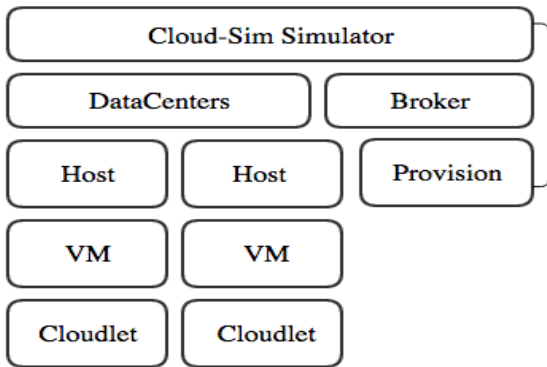 Cloud-Sim Simulator
DataCenters Broker
Host Host Provision
VM VM
Cloudlet Cloudlet